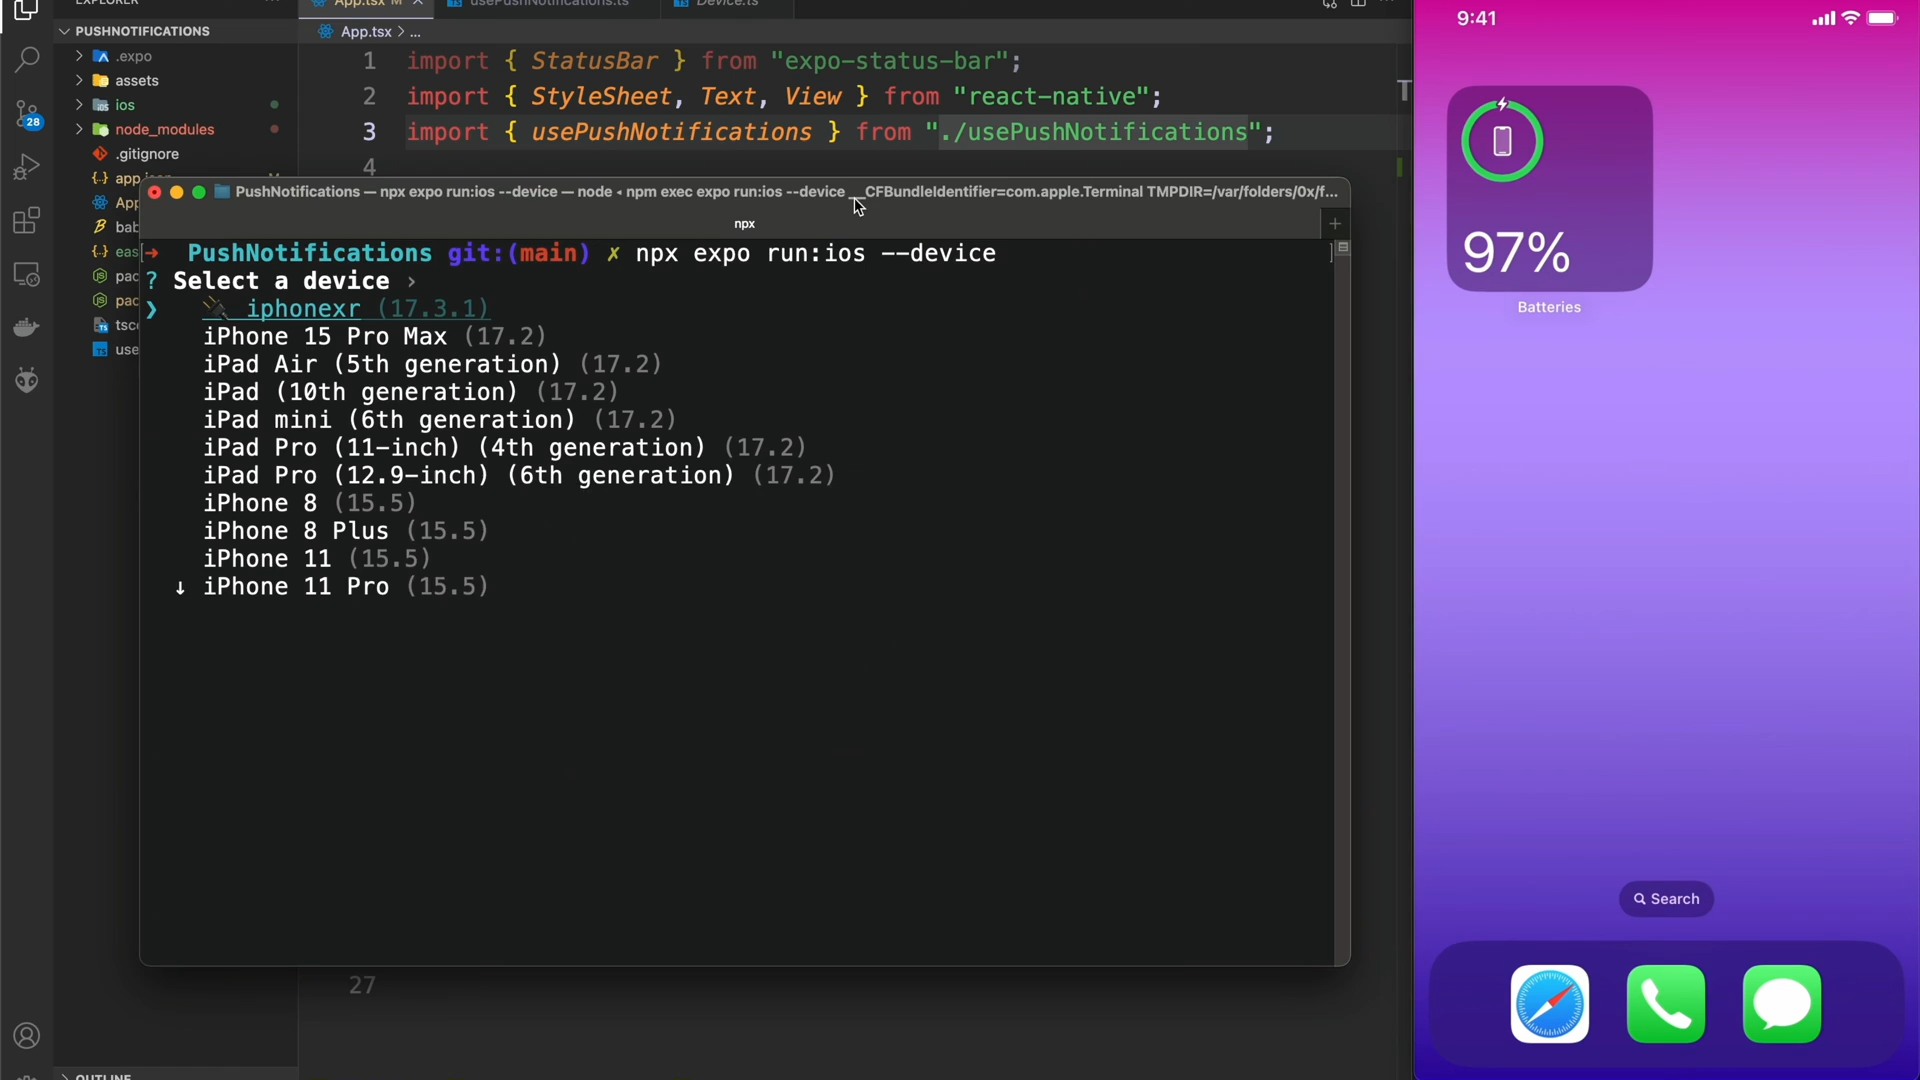 EXPLORER
PUSHNOTIFICATIONS
.expo
assets
ios
node_modules
.gitignore
28
App.tsx M
usePushNotifications.ts
Device.ts
App.tsx > ...
1 import { StatusBar } from "expo-status-bar";
2 import { StyleSheet, Text, View } from "react-native";
3 import { usePushNotifications } from "./usePushNotifications";
4
PushNotifications — npx expo run:ios --device — node ◂ npm exec expo run:ios --device __CFBundleIdentifier=com.apple.Terminal TMPDIR=/var/folders/0x/f...
npx
➜ PushNotifications git:(main) ✗ npx expo run:ios --device
? Select a device ›
❯ 🔌 iphonexr (17.3.1)
iPhone 15 Pro Max (17.2)
iPad Air (5th generation) (17.2)
iPad (10th generation) (17.2)
iPad mini (6th generation) (17.2)
iPad Pro (11-inch) (4th generation) (17.2)
iPad Pro (12.9-inch) (6th generation) (17.2)
iPhone 8 (15.5)
iPhone 8 Plus (15.5)
iPhone 11 (15.5)
↓ iPhone 11 Pro (15.5)
27
OUTLINE
9:41
97%
Batteries
Search